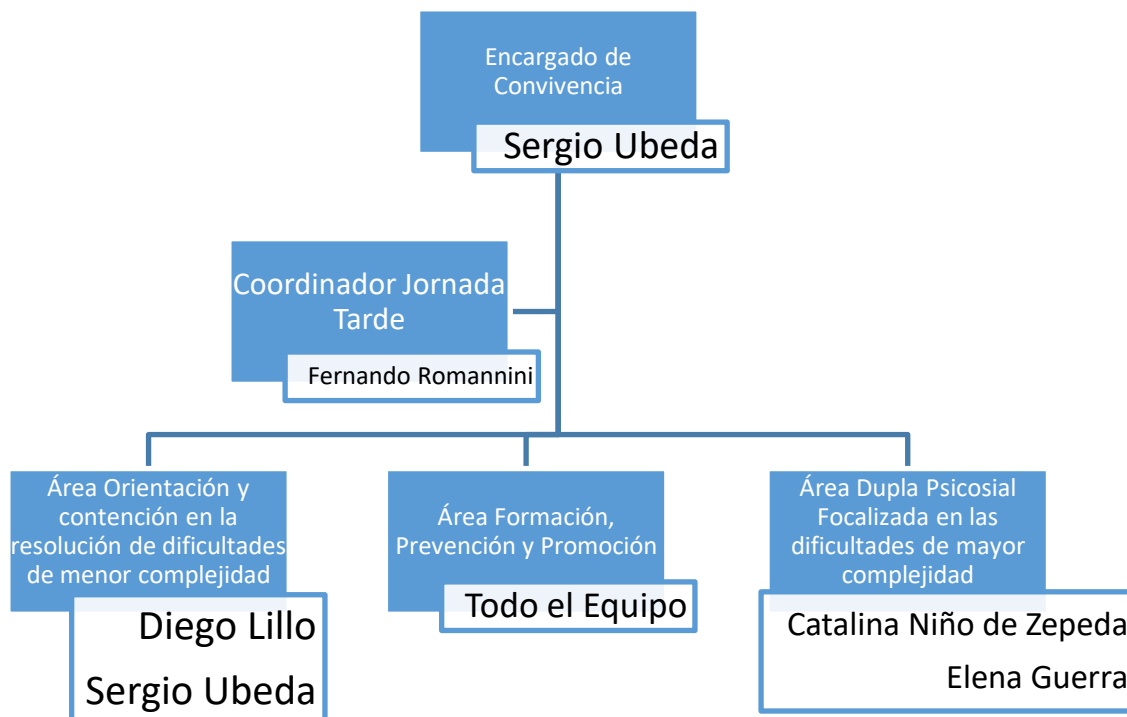 Encargado de
Convivencia
Sergio Ubeda
Coordinador Jornada
Tarde
Fernando Romannini
Área Orientación y
contención en la
resolución de dificultades
de menor complejidad
Diego Lillo
Sergio Ubeda
Área Formación,
Prevención y Promoción
Todo el Equipo
Área Dupla Psicosial
Focalizada en las
dificultades de mayor
complejidad
Catalina Niño de Zepeda
Elena Guerra